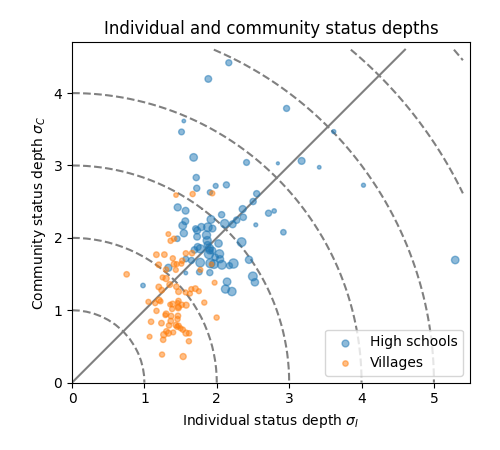 Individual and community status depths
Community status depth σ_C
4
3
2
1
0
0 1 2 3 4 5
Individual status depth σ_I
High schools
Villages